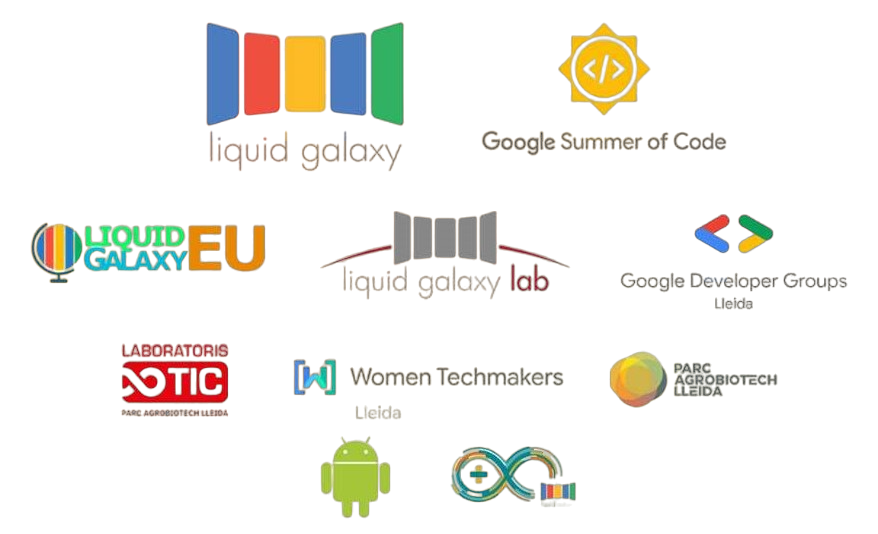 liquid galaxy
</>
Google Summer of Code
LIQUID
GALAXY EU
liquid galaxy lab
Google Developer Groups
Lleida
LABORATORIS
TIC
PARC AGROBIOTECH LLEIDA
Women Techmakers
Lleida
PARC
AGROBIOTECH
LLEIDA